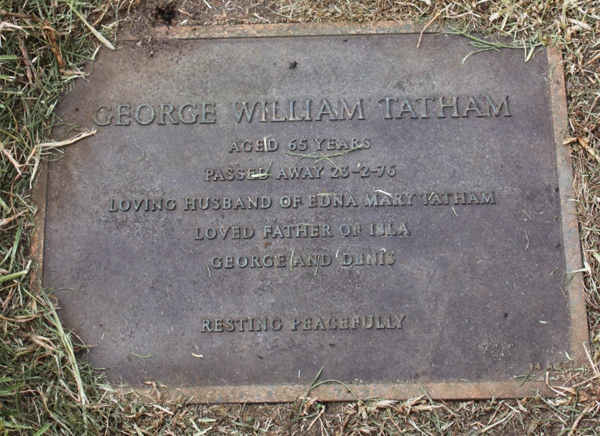 GEORGE WILLIAM TATHAM
AGED 65 YEARS
PASSED AWAY 23-2-76
LOVING HUSBAND OF EDNA MARY TATHAM
LOVED FATHER OF ISLA
GEORGE AND DENIS
RESTING PEACEFULLY